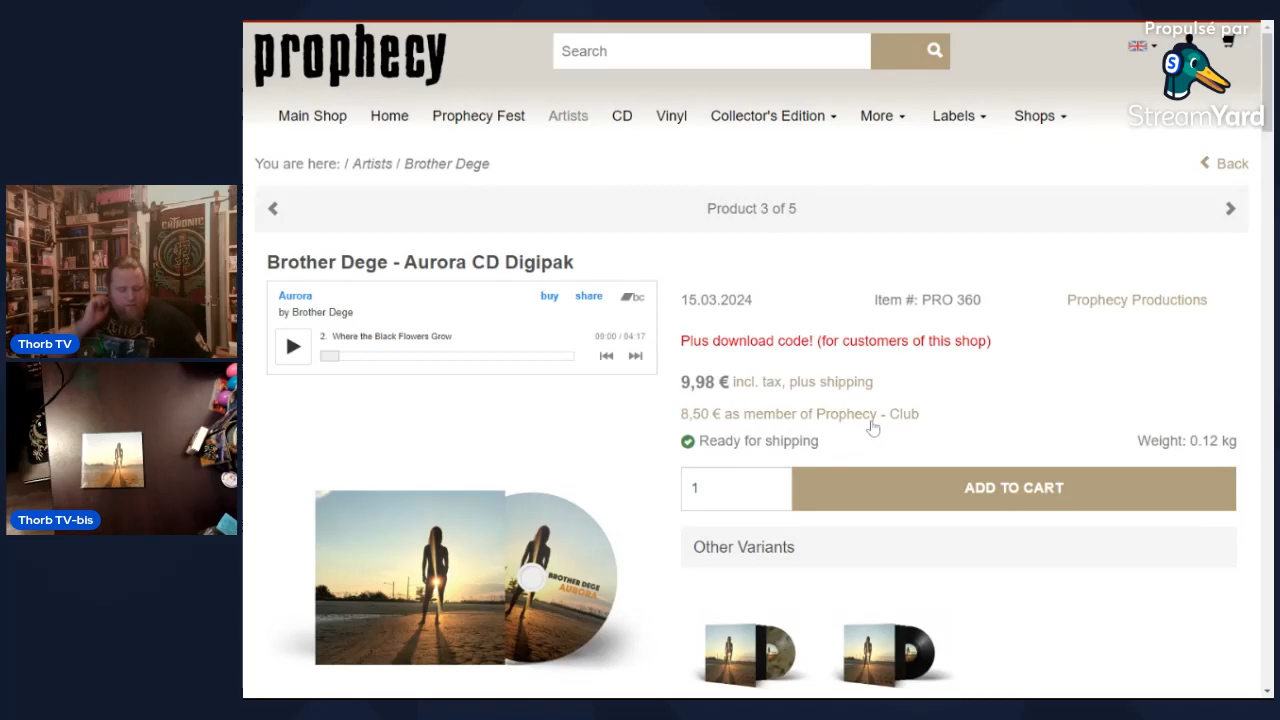 Propulsé par
S
StreamYard
prophecy
Search
Main Shop
Home
Prophecy Fest
Artists
CD
Vinyl
Collector's Edition
More
Labels
Shops
You are here: / Artists / Brother Dege
Back
Product 3 of 5
Brother Dege - Aurora CD Digipak
Aurora
buy
share
bc
by Brother Dege
2. Where the Black Flowers Grow
00:00 / 04:17
15.03.2024
Item #: PRO 360
Prophecy Productions
Plus download code! (for customers of this shop)
9,98 € incl. tax, plus shipping
8,50 € as member of Prophecy - Club
Ready for shipping
Weight: 0.12 kg
1
ADD TO CART
Other Variants
BROTHER DEGE
AURORA
Thorb TV
Thorb TV-bis